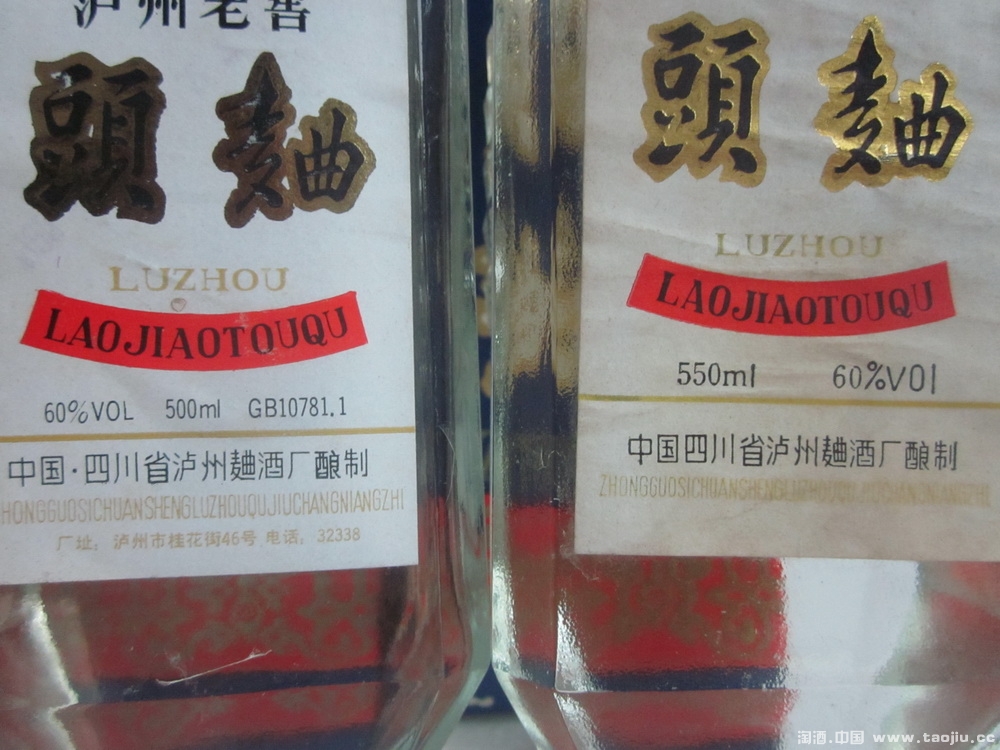 泸州老窖
頭麯
LUZHOU
LAOJIAOTOUQU
60%VOL 500ml GB10781.1
中国·四川省泸州麯酒厂酿制
ZHONGGUOSICHUANSHENGLUZHOUQUJIUCHANGNIANGZHI
厂址：泸州市桂花街46号 电话：32338
頭麯
LUZHOU
LAOJIAOTOUQU
550ml 60%VOl
中国四川省泸州麯酒厂酿制
ZHONGGUOSICHUANSHENGLUZHOUQUJIUCHANGNIANGZHI
淘酒.中国 www.taojiu.cc